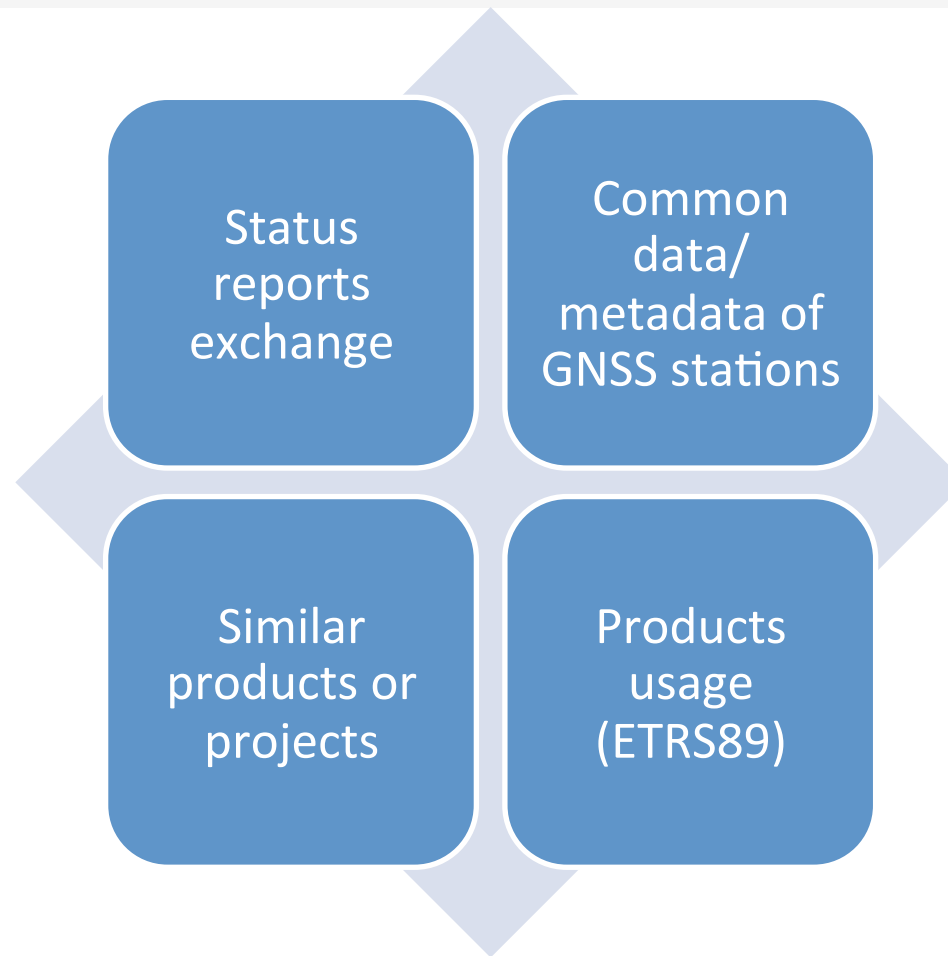 Status
reports
exchange
Common
data/
metadata of
GNSS stations
Similar
products or
projects
Products
usage
(ETRS89)